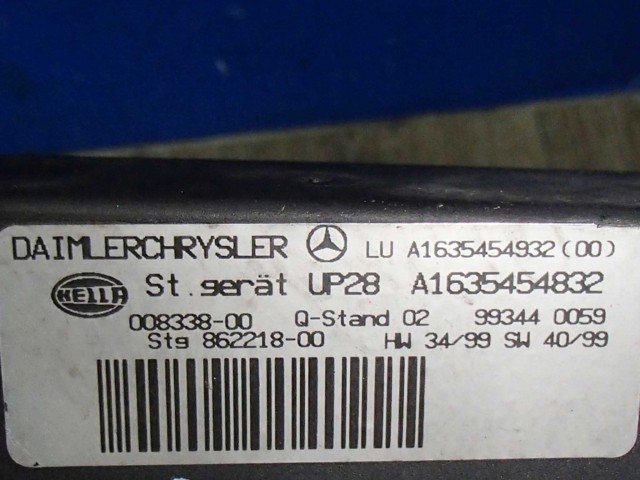 DAIMLERCHRYSLER LU A1635454932(00)
HELLA St.gerät UP28 A1635454832
008338-00 Q-Stand 02 99344 0059
Stg 862218-00 HW 34/99 SW 40/99